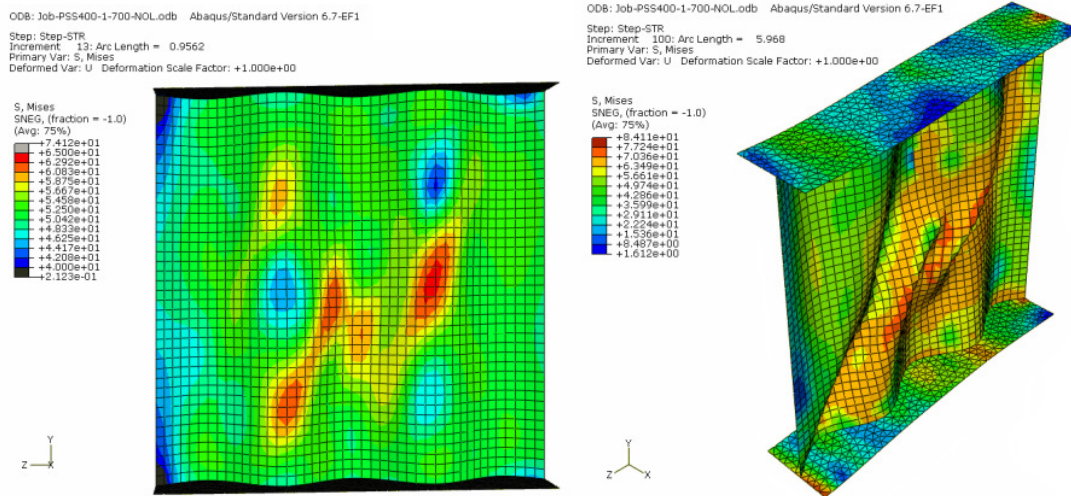 ODB: Job-PSS400-1-700-NOL.odb Abaqus/Standard Version 6.7-EF1
Step: Step-STR
Increment 13: Arc Length = 0.9562
Primary Var: S, Mises
Deformed Var: U Deformation Scale Factor: +1.000e+00
S, Mises
SNEG, (fraction = -1.0)
(Avg: 75%)
+7.412e+01
+6.500e+01
+6.292e+01
+6.083e+01
+5.875e+01
+5.667e+01
+5.458e+01
+5.250e+01
+5.042e+01
+4.833e+01
+4.625e+01
+4.417e+01
+4.208e+01
+4.000e+01
+2.123e-01
Y
Z X
ODB: Job-PSS400-1-700-NOL.odb Abaqus/Standard Version 6.7-EF1
Step: Step-STR
Increment 100: Arc Length = 5.968
Primary Var: S, Mises
Deformed Var: U Deformation Scale Factor: +1.000e+00
S, Mises
SNEG, (fraction = -1.0)
(Avg: 75%)
+8.411e+01
+7.724e+01
+7.036e+01
+6.349e+01
+5.661e+01
+4.974e+01
+4.286e+01
+3.599e+01
+2.911e+01
+2.224e+01
+1.536e+01
+8.487e+00
+1.612e+00
Y
Z X